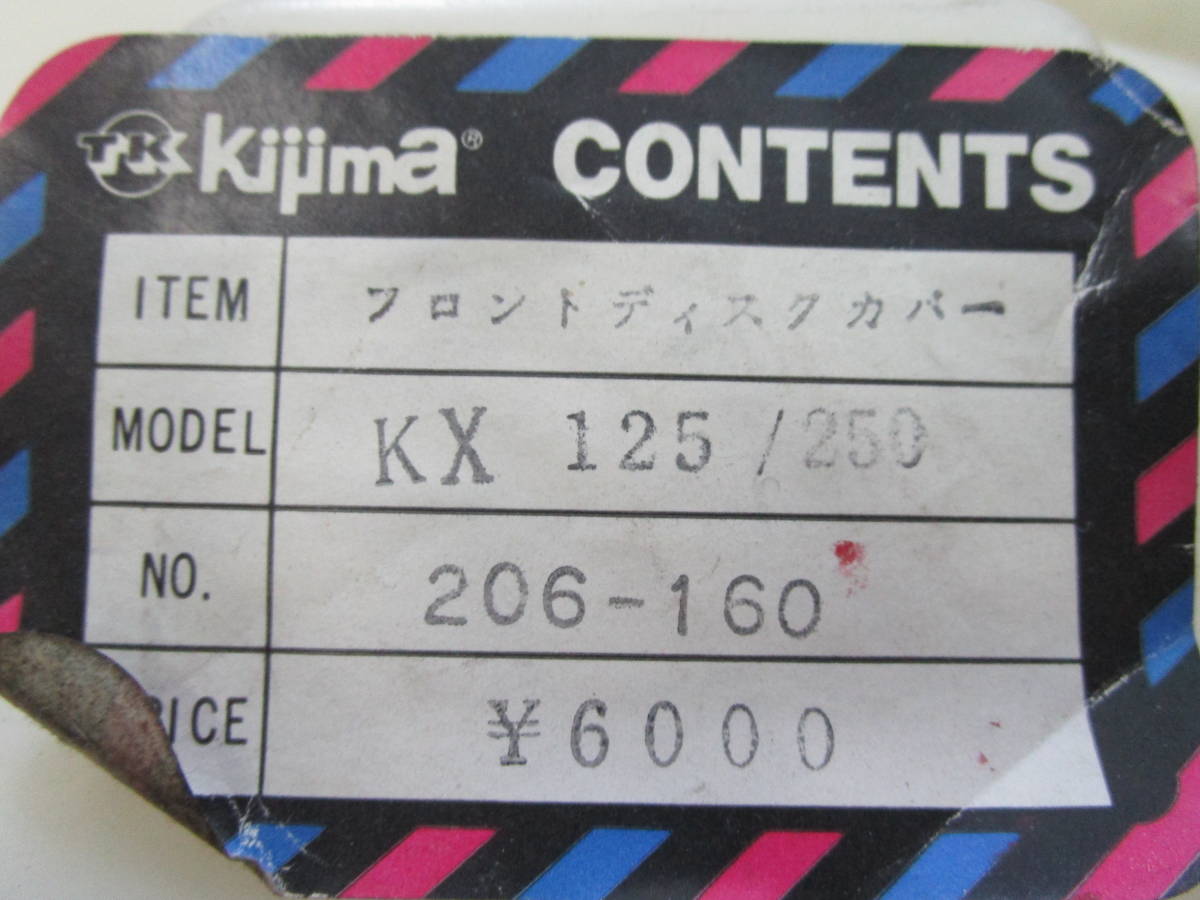 TK Kijima® CONTENTS
ITEM フロントディスクカバー
MODEL KX 125/250
NO. 206-160
PRICE ¥6000